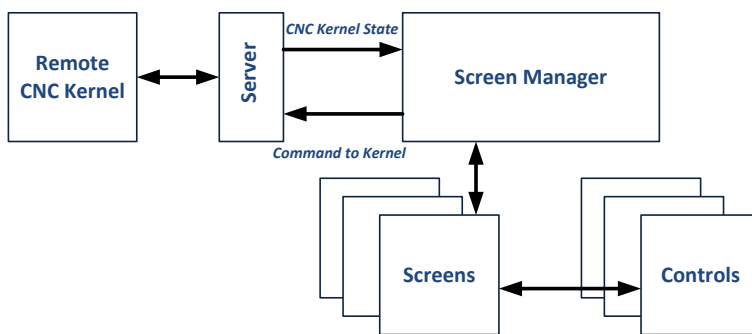 Remote
CNC Kernel
Server
CNC Kernel State
Command to Kernel
Screen Manager
Screens
Controls